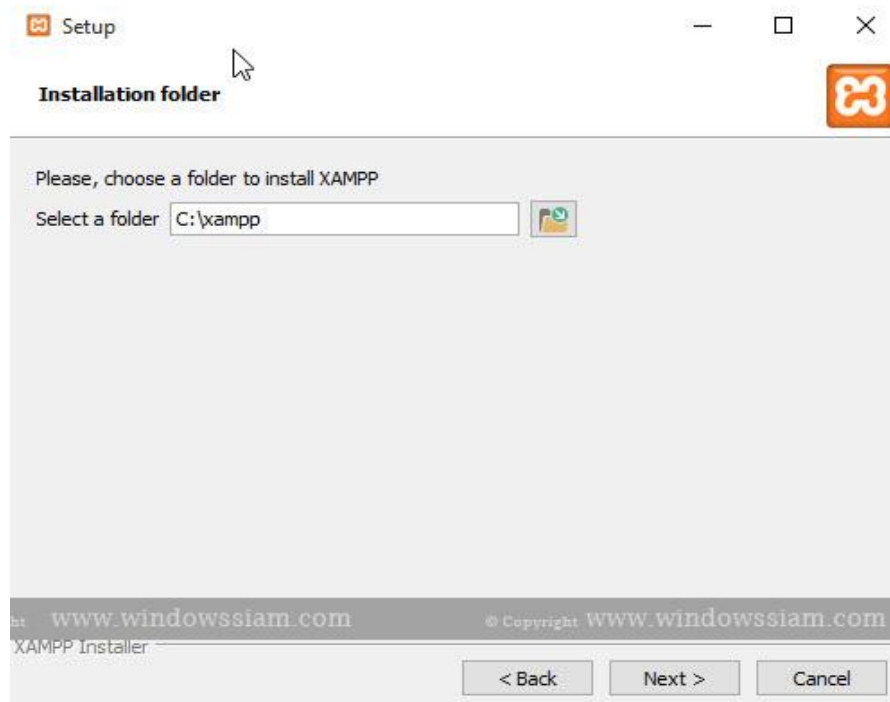 Setup
Installation folder
Please, choose a folder to install XAMPP
Select a folder C:\xampp
www.windowssiam.com © Copyright www.windowssiam.com
XAMPP Installer
< Back Next > Cancel